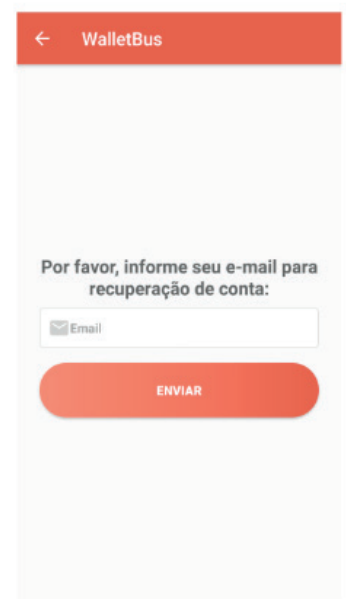 WalletBus
Por favor, informe seu e-mail para
recuperação de conta:
Email
ENVIAR